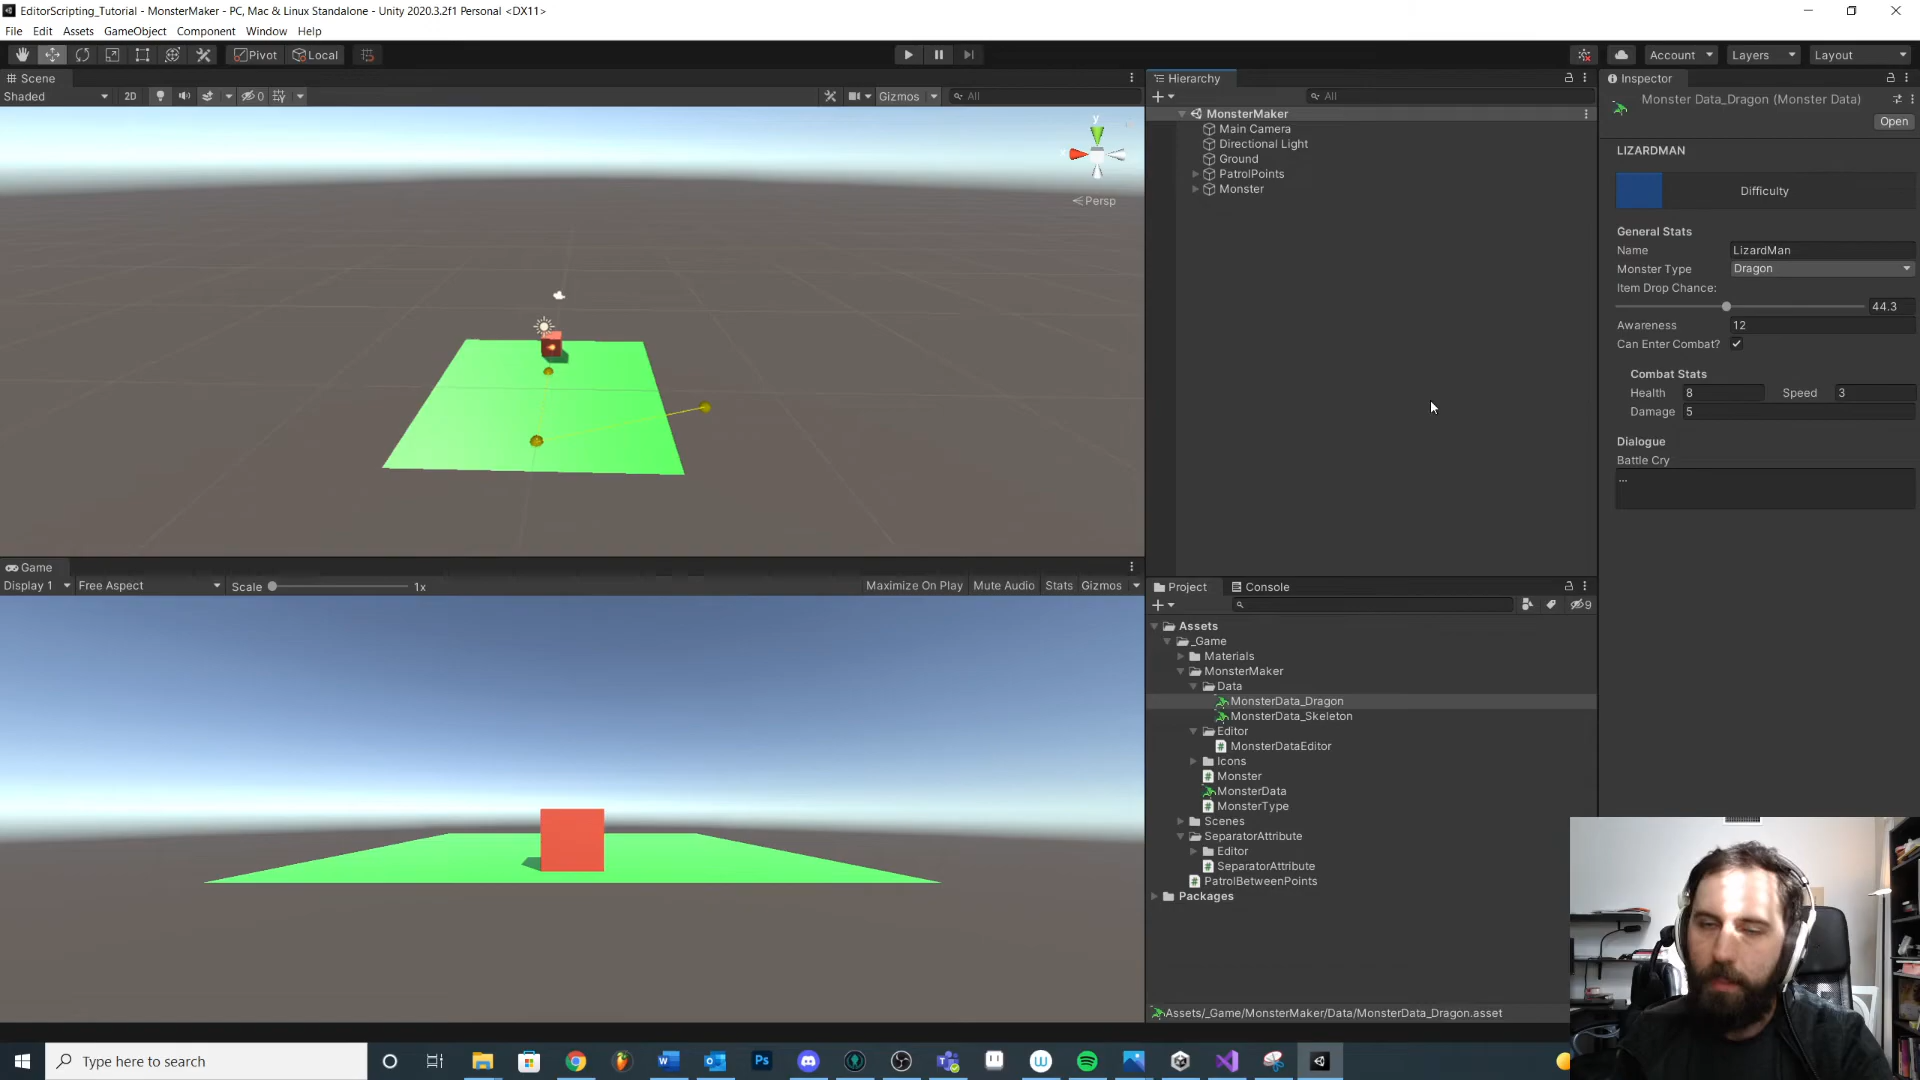 EditorScripting_Tutorial - MonsterMaker - PC, Mac & Linux Standalone - Unity 2020.3.2f1 Personal <DX11>
File Edit Assets GameObject Component Window Help
Pivot Local Account Layers Layout
Scene
Shaded 2D 0 Gizmos All
y
Persp
Game
Display 1 Free Aspect Scale 1x Maximize On Play Mute Audio Stats Gizmos
Hierarchy
All
MonsterMaker
Main Camera
Directional Light
Ground
PatrolPoints
Monster
Project Console
9
Assets
_Game
Materials
MonsterMaker
Data
MonsterData_Dragon
MonsterData_Skeleton
Editor
MonsterDataEditor
Icons
Monster
MonsterData
MonsterType
Scenes
SeparatorAttribute
Editor
SeparatorAttribute
PatrolBetweenPoints
Packages
Assets/_Game/MonsterMaker/Data/MonsterData_Dragon.asset
Inspector
Monster Data_Dragon (Monster Data)
Open
LIZARDMAN
Difficulty
General Stats
Name LizardMan
Monster Type Dragon
Item Drop Chance:
44.3
Awareness 12
Can Enter Combat?
Combat Stats
Health 8 Speed 3
Damage 5
Dialogue
Battle Cry
...
Type here to search